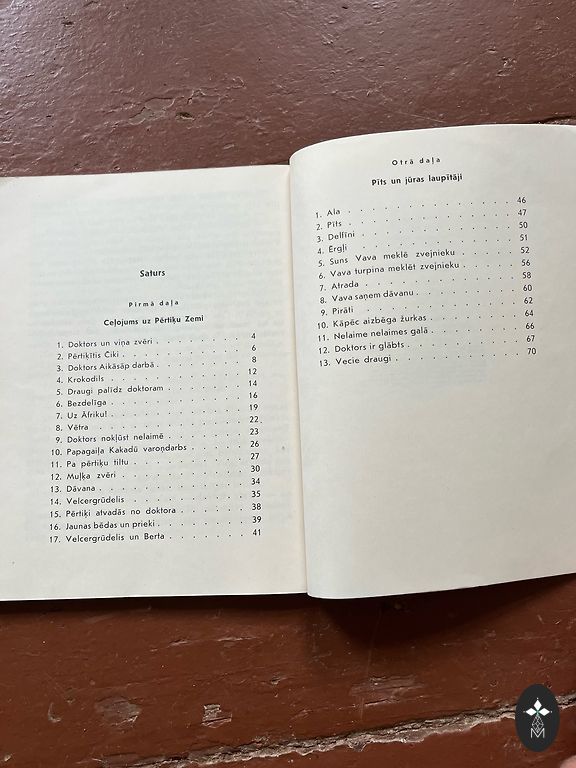 Saturs
Pirmā daļa
Ceļojums uz Pērtiķu Zemi
1. Doktors un viņa zvēri . . . . . . . . . 4
2. Pērtiķītis Čiki . . . . . . . . . 6
3. Doktors Aikāsāp darbā . . . . . . . . . 8
4. Krokodils . . . . . . . . . 12
5. Draugi palīdz doktoram . . . . . . . . . 14
6. Bezdelīga . . . . . . . . . 16
7. Uz Āfriku! . . . . . . . . . 19
8. Vētra . . . . . . . . . 22
9. Doktors nokļūst nelaimē . . . . . . . . . 23
10. Papagaiļa Kakadū varoņdarbs . . . . . . . . . 26
11. Pa pērtiķu tiltu . . . . . . . . . 27
12. Muļķa zvēri . . . . . . . . . 30
13. Dāvana . . . . . . . . . 34
14. Velcergrūdelis . . . . . . . . . 35
15. Pērtiķi atvadās no doktora . . . . . . . . . 38
16. Jaunas bēdas un prieki . . . . . . . . . 39
17. Velcergrūdelis un Berta . . . . . . . . . 41
Otrā daļa
Pīts un jūras laupītāji
1. Ala . . . . . . . . . 46
2. Pīts . . . . . . . . . 47
3. Delfīni . . . . . . . . . 50
4. Ērgļi . . . . . . . . . 51
5. Suns Vava meklē zvejnieku . . . . . . . . . 52
6. Vava turpina meklēt zvejnieku . . . . . . . . . 56
7. Atrada . . . . . . . . . 58
8. Vava saņem dāvanu . . . . . . . . . 60
9. Pirāti . . . . . . . . . 62
10. Kāpēc aizbēga žurkas . . . . . . . . . 64
11. Nelaime nelaimes galā . . . . . . . . . 66
12. Doktors ir glābts . . . . . . . . . 67
13. Vecie draugi . . . . . . . . . 70